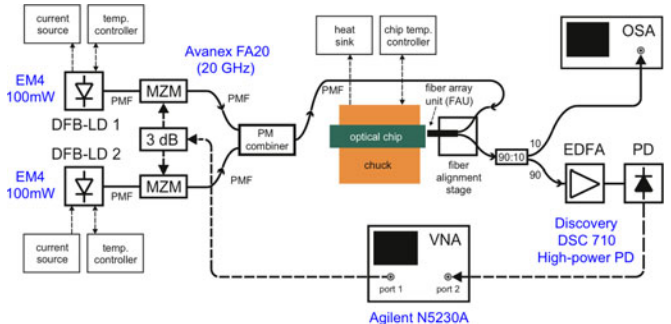 current
source
temp.
controller
Avanex FA20
(20 GHz)
heat
sink
chip temp.
controller
OSA
EM4
100mW
PMF
MZM
PMF
PMF
fiber array
unit (FAU)
DFB-LD 1
3 dB
PM
combiner
optical chip
10
90:10
90
EDFA
PD
DFB-LD 2
chuck
fiber
alignment
stage
EM4
100mW
PMF
MZM
PMF
current
source
temp.
controller
VNA
port 1
port 2
Discovery
DSC 710
High-power PD
Agilent N5230A